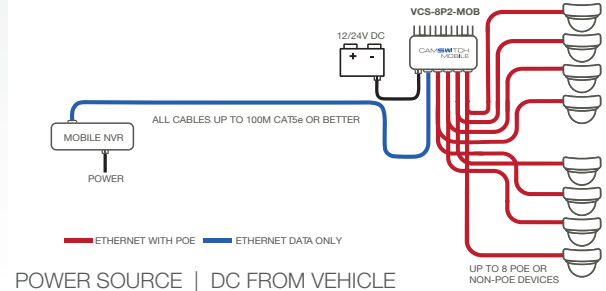 VCS-8P2-MOB
12/24V DC
+ -
CAMSWITCH
MOBILE
ALL CABLES UP TO 100M CAT5e OR BETTER
MOBILE NVR
POWER
ETHERNET WITH POE
ETHERNET DATA ONLY
UP TO 8 POE OR
NON-POE DEVICES
POWER SOURCE | DC FROM VEHICLE